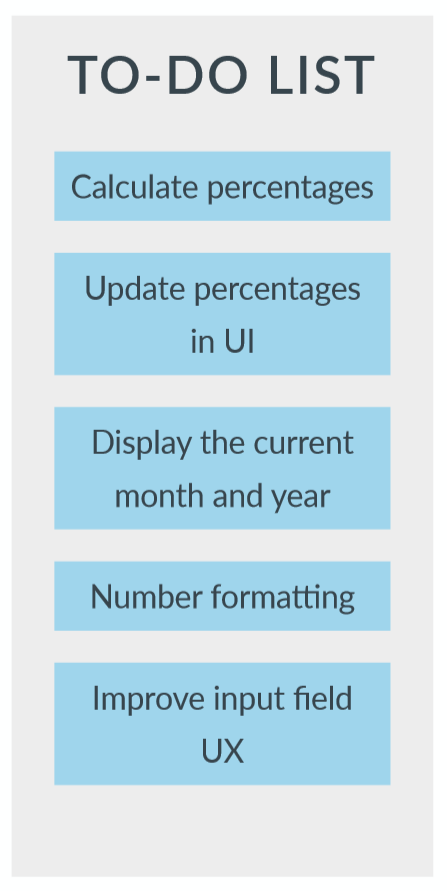 TO-DO LIST
Calculate percentages
Update percentages
in UI
Display the current
month and year
Number formatting
Improve input field
UX